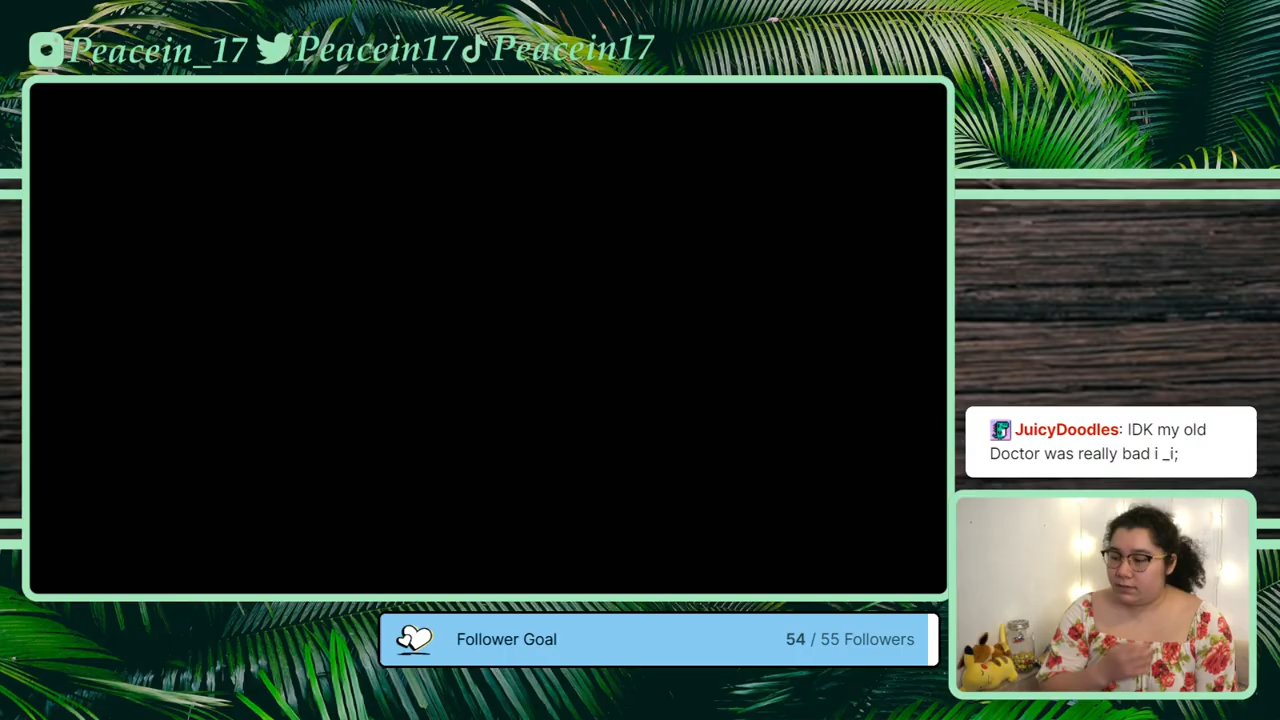 Peacein_17 Peacein17 Peacein17
JuicyDoodles: IDK my old
Doctor was really bad i _i;
Follower Goal 54 / 55 Followers